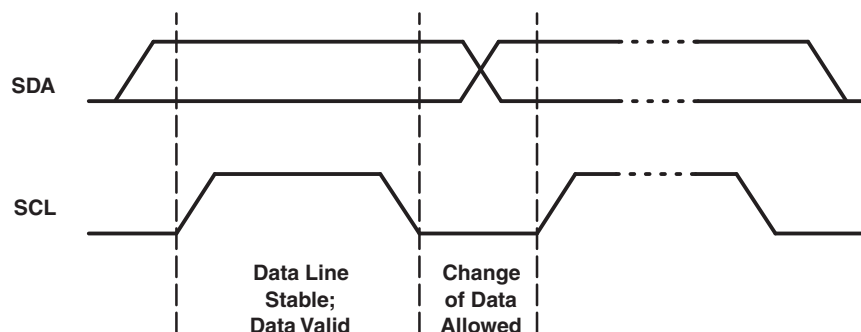 SDA
SCL
Data Line
Stable;
Data Valid
Change
of Data
Allowed